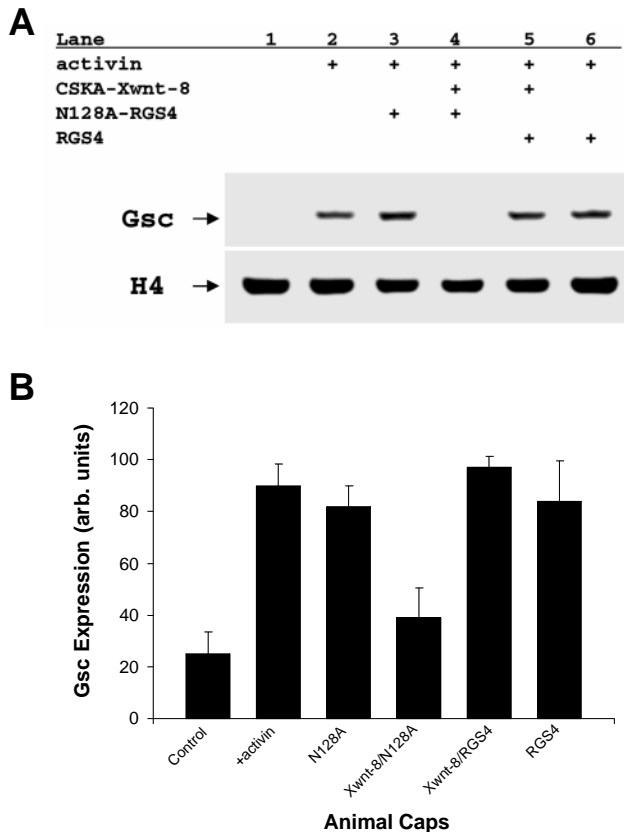 A
Lane 1 2 3 4 5 6
activin + + + + +
CSKA-Xwnt-8 + +
N128A-RGS4 + +
RGS4 + +
Gsc
H4
B
120
100
80
60
40
20
0
Gsc Expression (arb. units)
Control +activin N128A Xwnt-8/N128A Xwnt-8/RGS4 RGS4
Animal Caps